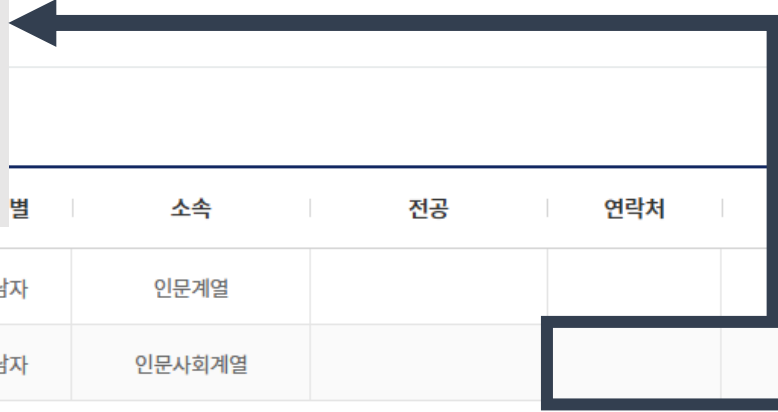 별 소속 전공 연락처
남자 인문계열
남자 인문사회계열